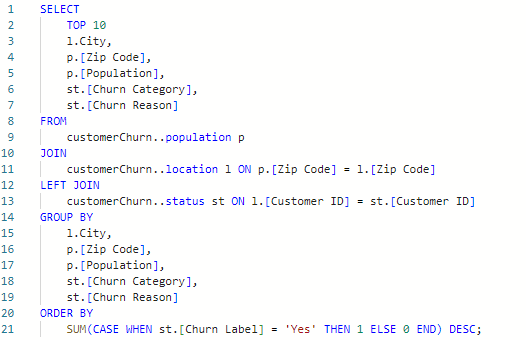 1 SELECT
2 TOP 10
3 l.City,
4 p.[Zip Code],
5 p.[Population],
6 st.[Churn Category],
7 st.[Churn Reason]
8 FROM
9 customerChurn..population p
10 JOIN
11 customerChurn..location l ON p.[Zip Code] = l.[Zip Code]
12 LEFT JOIN
13 customerChurn..status st ON l.[Customer ID] = st.[Customer ID]
14 GROUP BY
15 l.City,
16 p.[Zip Code],
17 p.[Population],
18 st.[Churn Category],
19 st.[Churn Reason]
20 ORDER BY
21 SUM(CASE WHEN st.[Churn Label] = 'Yes' THEN 1 ELSE 0 END) DESC;